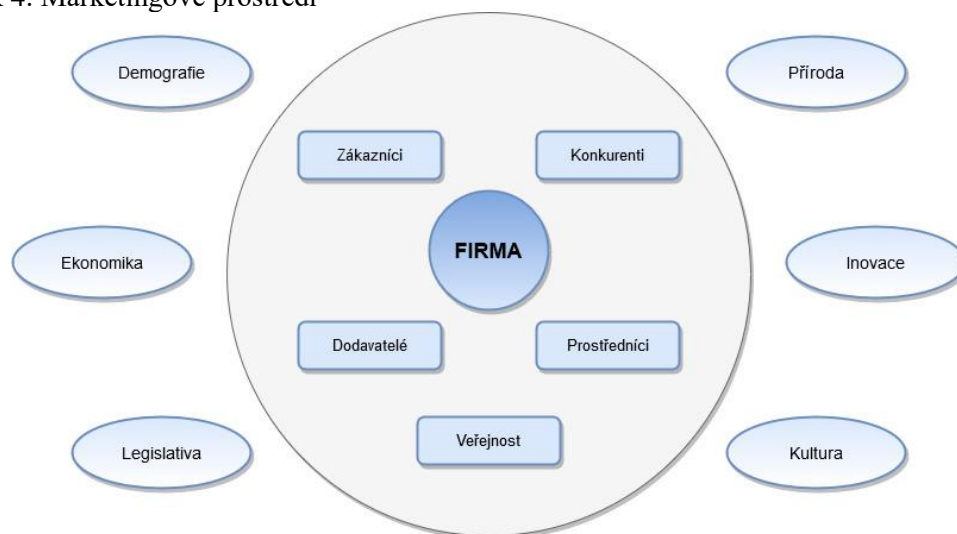 4: Marketingové prostředí
Demografie
Příroda
Zákazníci
Konkurenti
FIRMA
Ekonomika
Inovace
Dodavatelé
Prostředníci
Veřejnost
Legislativa
Kultura